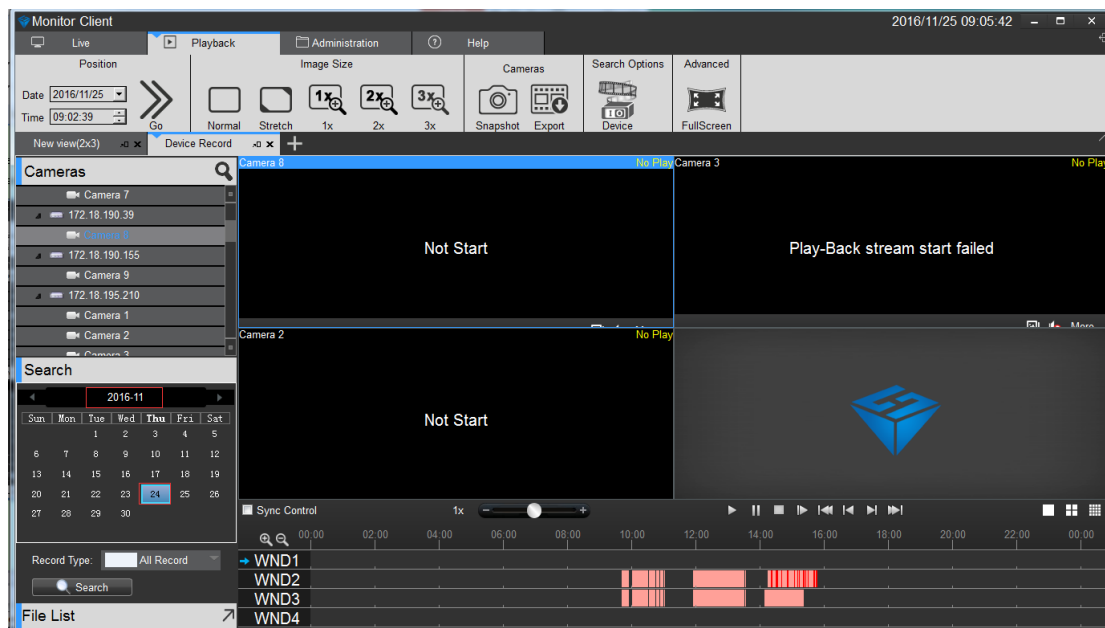 Monitor Client 2016/11/25 09:05:42
Live Playback Administration ? Help
Position Image Size Cameras Search Options Advanced
Date 2016/11/25
Time 09:02:39
1x 2x 3x
Go Normal Stretch 1x 2x 3x Snapshot Export Device FullScreen
New view(2x3) Device Record
Cameras
Camera 7
172.18.190.39
Camera 8
172.18.190.155
Camera 9
172.18.195.210
Camera 1
Camera 2
Camera 3
Camera 8 No Play
Not Start
Camera 3 No Play
Play-Back stream start failed
More
Camera 2 No Play
Not Start
Search
2016-11
Sun Mon Tue Wed Thu Fri Sat
1 2 3 4 5
6 7 8 9 10 11 12
13 14 15 16 17 18 19
20 21 22 23 24 25 26
27 28 29 30
Record Type: All Record
Search
File List
Sync Control 1x
00:00 02:00 04:00 06:00 08:00 10:00 12:00 14:00 16:00 18:00 20:00 22:00 00:00
WND1
WND2
WND3
WND4